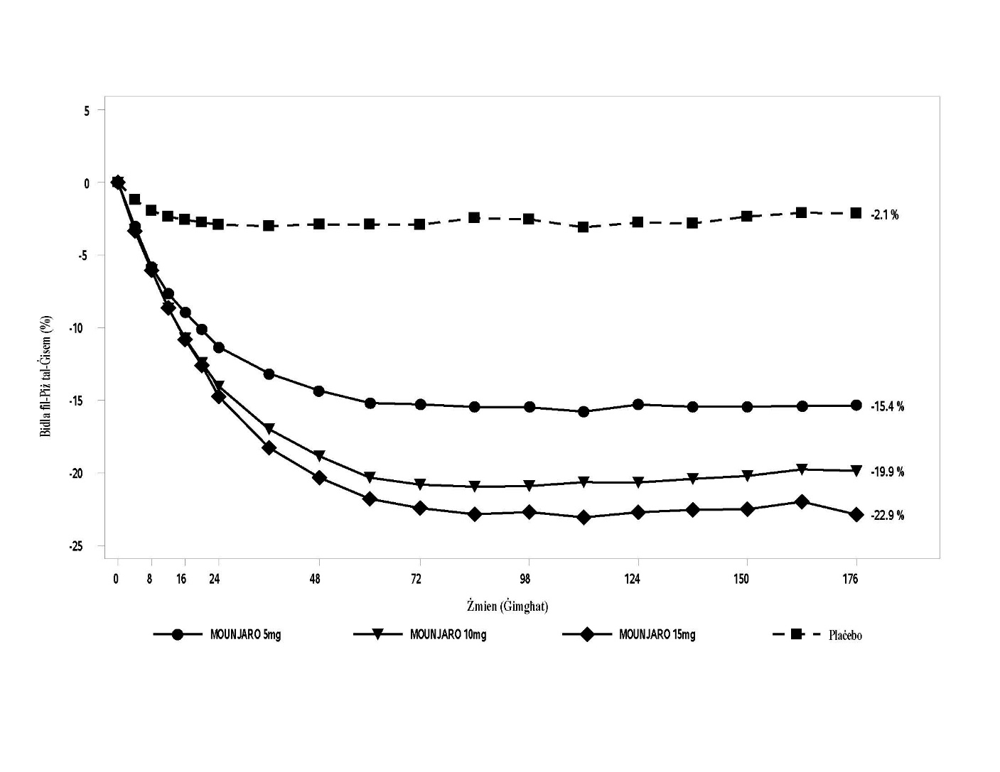 5
0
-5
-10
-15
-20
-25
Bidla fil-Piż tal-Ġisem (%)
-2.1 %
-15.4 %
-19.9 %
-22.9 %
0 8 16 24 48 72 98 124 150 176
Żmien (Ġimgħat)
MOUNJARO 5mg MOUNJARO 10mg MOUNJARO 15mg Plaċebo